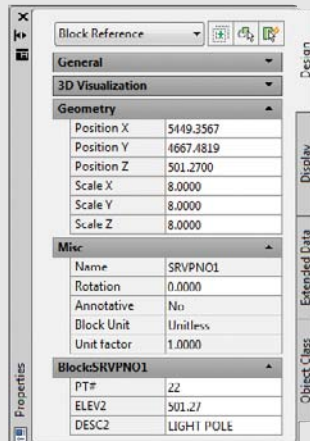 Block Reference
General
3D Visualization
Geometry
Position X 5449.3567
Position Y 4667.4819
Position Z 501.2700
Scale X 8.0000
Scale Y 8.0000
Scale Z 8.0000
Misc
Name SRVPNO1
Rotation 0.0000
Annotative No
Block Unit Unitless
Unit factor 1.0000
Block:SRVPNO1
PT# 22
ELEV2 501.27
DESC2 LIGHT POLE
Properties
Design
Display
Extended Data
Object Class